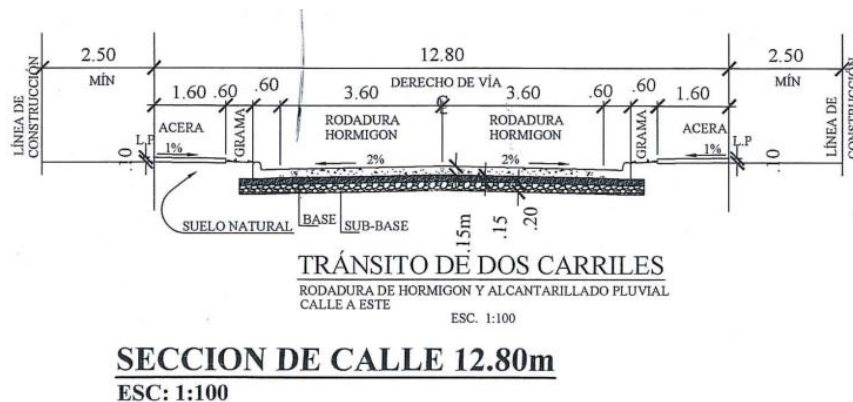 2.50 12.80 2.50
MÍN DERECHO DE VÍA MÍN
1.60 .60 .60 3.60 3.60 .60 .60 1.60
LÍNEA DE CONSTRUCCIÓN
ACERA
GRAMA
RODADURA
HORMIGON
℄
RODADURA
HORMIGON
GRAMA
ACERA
LÍNEA DE CONSTRUCCIÓN
L.P
1%
2%
2%
1%
L.P
.10
.10
SUELO NATURAL
BASE
SUB-BASE
.15m
.15
.20
TRÁNSITO DE DOS CARRILES
RODADURA DE HORMIGON Y ALCANTARILLADO PLUVIAL
CALLE A ESTE
ESC. 1:100
SECCION DE CALLE 12.80m
ESC: 1:100